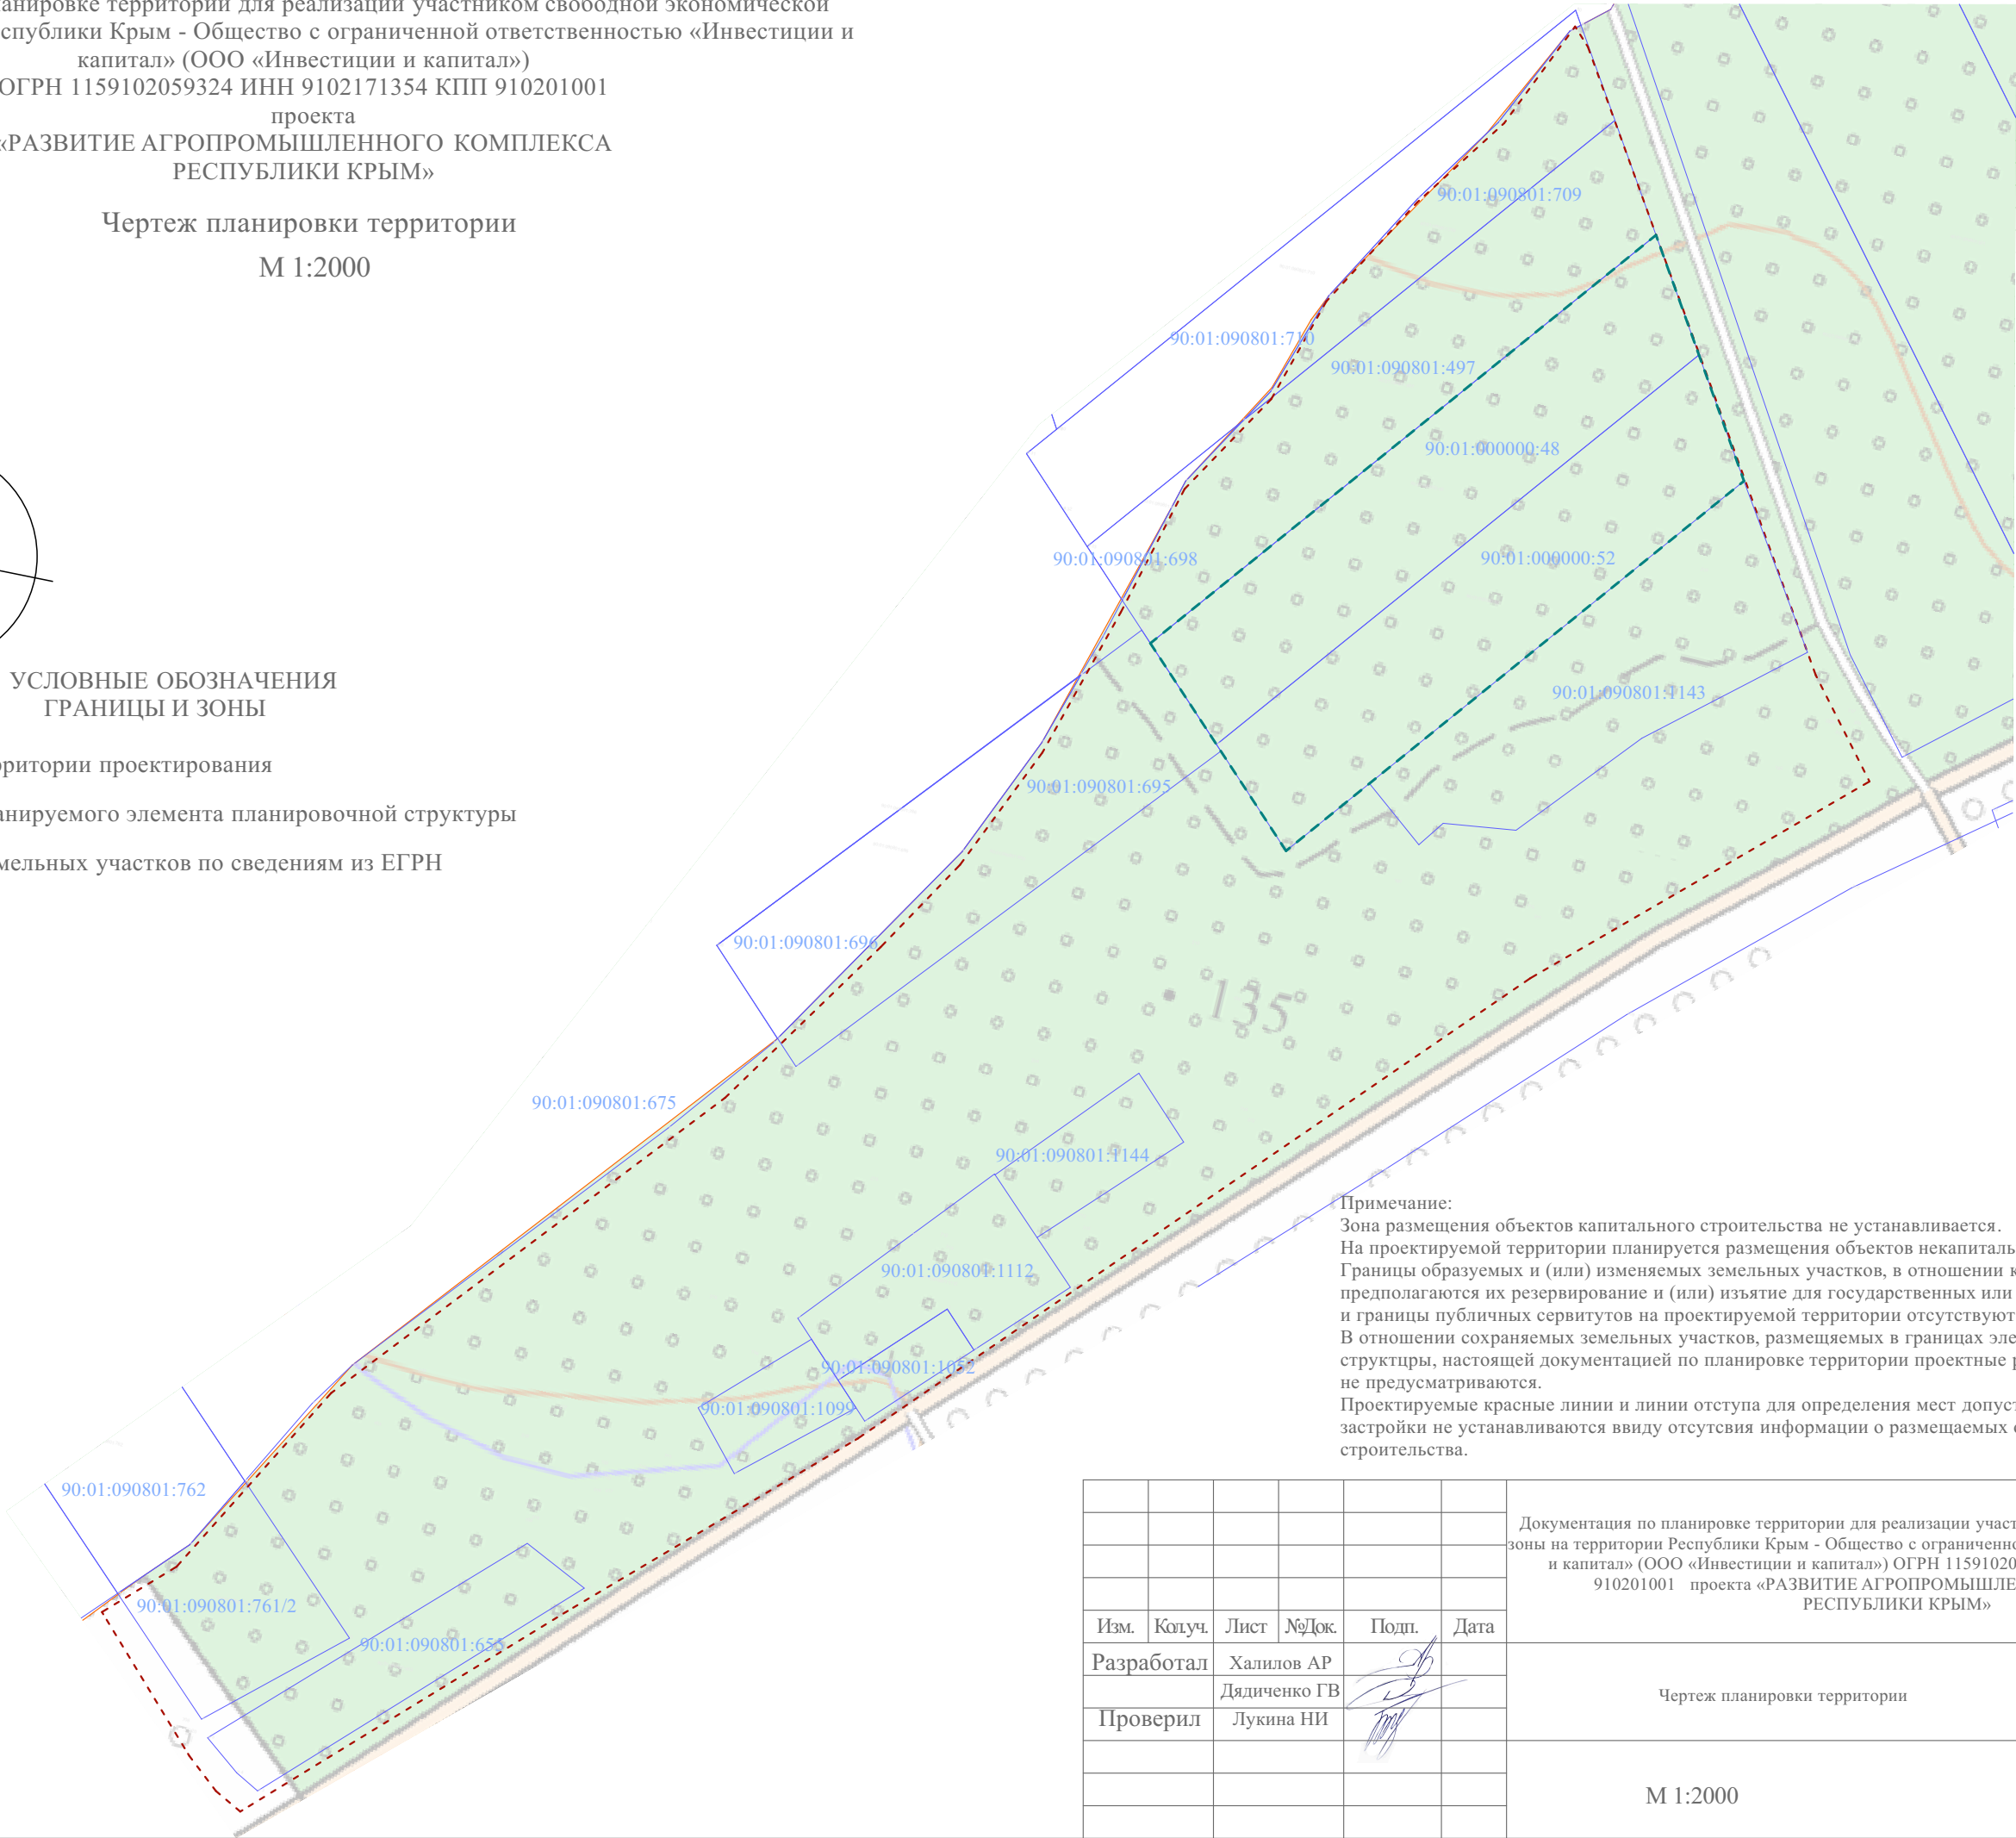 ланировке территории для реализации участником свободной экономической
спублики Крым - Общество с ограниченной ответственностью «Инвестиции и
капитал» (ООО «Инвестиции и капитал»)
ОГРН 1159102059324 ИНН 9102171354 КПП 910201001
проекта
«РАЗВИТИЕ АГРОПРОМЫШЛЕННОГО КОМПЛЕКСА
РЕСПУБЛИКИ КРЫМ»
Чертеж планировки территории
М 1:2000
90:01:090801:709
90:01:090801:710
90:01:090801:497
90:01:000000:48
90:01:090801:698
90:01:000000:52
УСЛОВНЫЕ ОБОЗНАЧЕНИЯ
ГРАНИЦЫ И ЗОНЫ
рритории проектирования
анируемого элемента планировочной структуры
мельных участков по сведениям из ЕГРН
90:01:090801:1143
90:01:090801:695
90:01:090801:696
135
90:01:090801:675
90:01:090801:1144
90:01:090801:1112
90:01:090801:1052
90:01:090801:1099
90:01:090801:762
90:01:090801:761/2
90:01:090801:655
Примечание:
Зона размещения объектов капитального строительства не устанавливается.
На проектируемой территории планируется размещения объектов некапиталь
Границы образуемых и (или) изменяемых земельных участков, в отношении к
предполагаются их резервирование и (или) изъятие для государственных или
и границы публичных сервитутов на проектируемой территории отсутствуют
В отношении сохраняемых земельных участков, размещяемых в границах эле
структцры, настоящей документацией по планировке территории проектные р
не предусматриваются.
Проектируемые красные линии и линии отступа для определения мест допуст
застройки не устанавливаются ввиду отсутсвия информации о размещаемых о
строительства.
Документация по планировке территории для реализации участ
зоны на территории Республики Крым - Общество с ограниченно
и капитал» (ООО «Инвестиции и капитал») ОГРН 11591020
910201001 проекта «РАЗВИТИЕ АГРОПРОМЫШЛЕ
РЕСПУБЛИКИ КРЫМ»
Изм. Кол.уч. Лист №Док. Подп. Дата
Разработал Халилов АР
Дядиченко ГВ
Проверил Лукина НИ
Чертеж планировки территории
М 1:2000